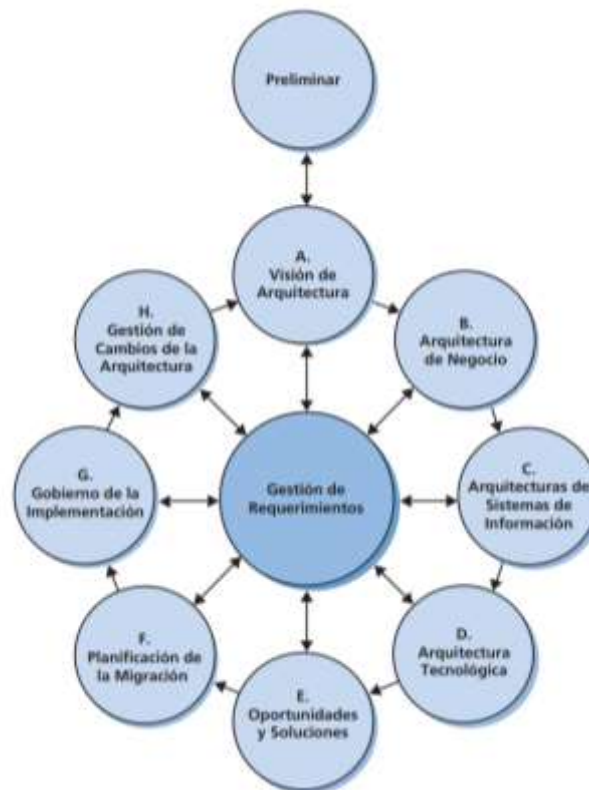 Preliminar
A.
Visión de
Arquitectura
H.
Gestión de
Cambios de la
Arquitectura
B.
Arquitectura
de Negocio
G.
Gobierno de la
Implementación
Gestión de
Requerimientos
C.
Arquitecturas de
Sistemas de
Información
F.
Planificación de
la Migración
D.
Arquitectura
Tecnológica
E.
Oportunidades
y Soluciones